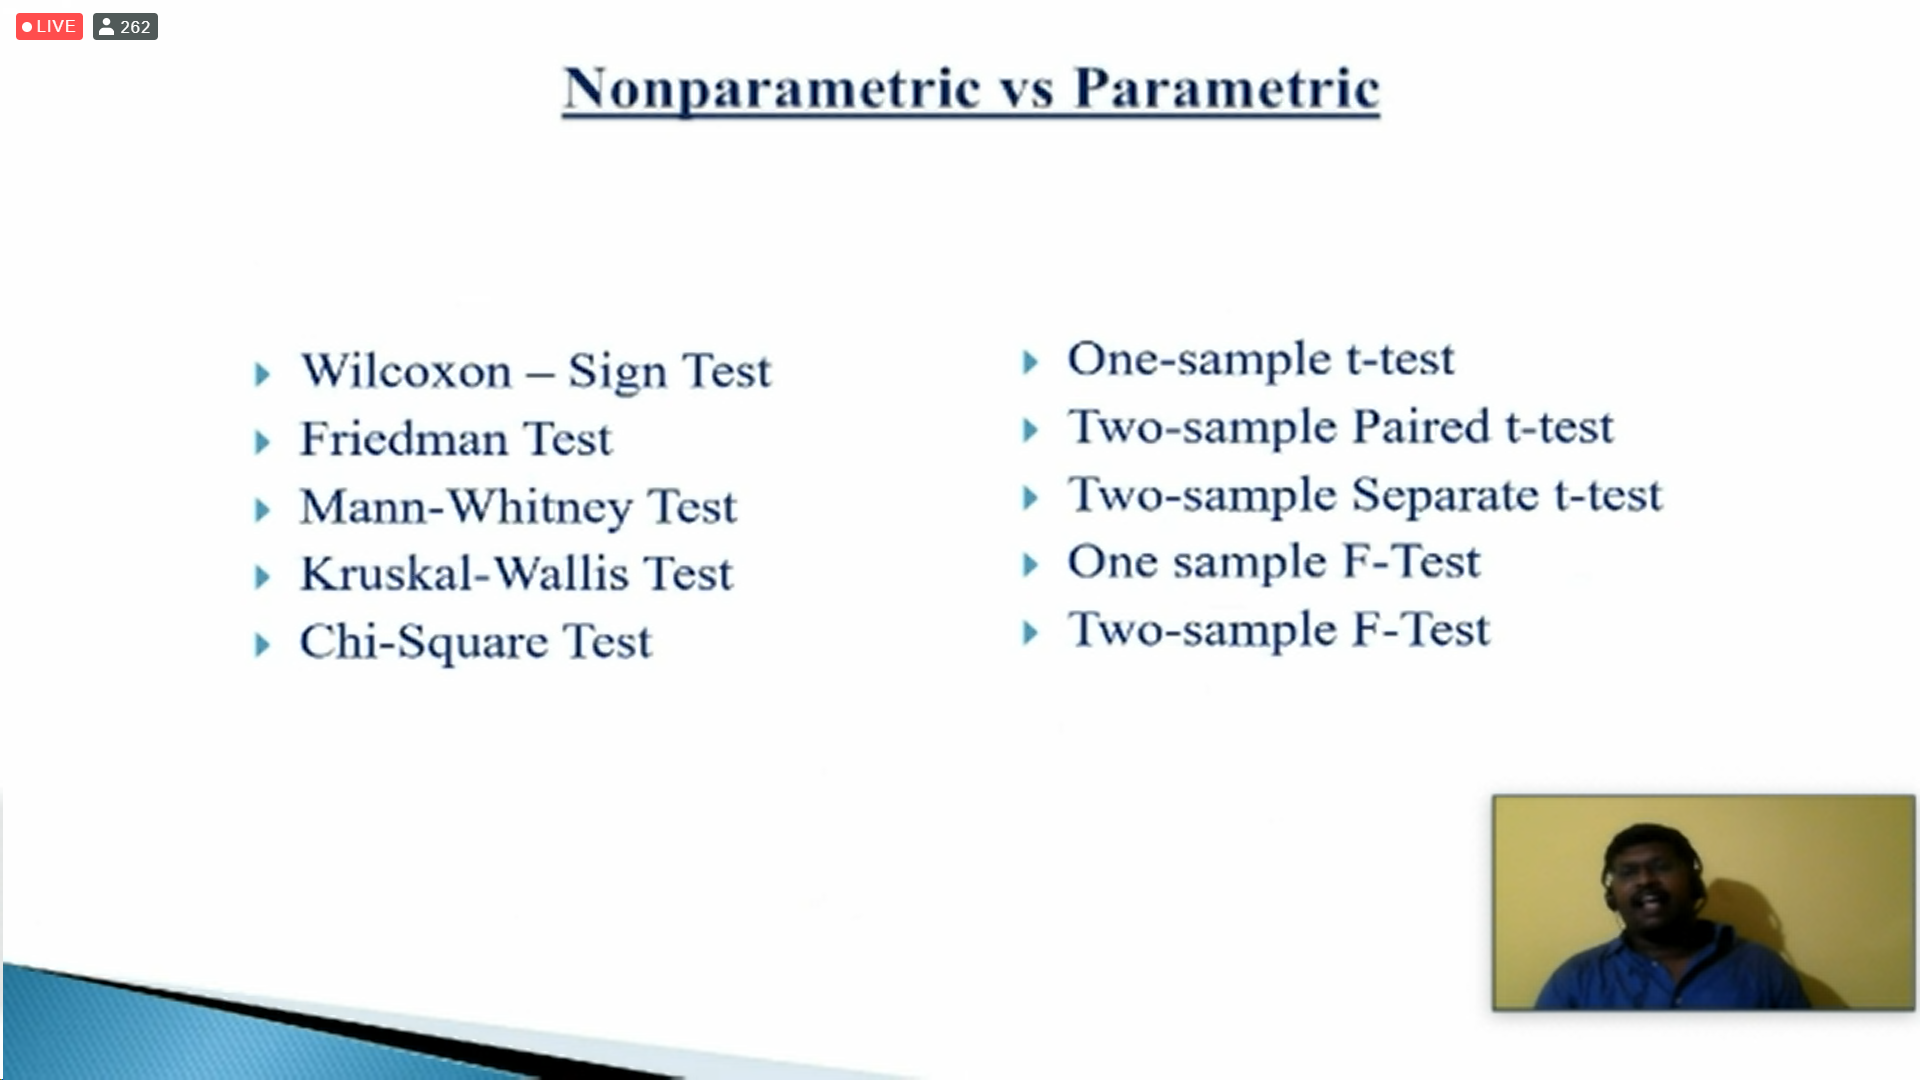 LIVE
262
Nonparametric vs Parametric
Wilcoxon – Sign Test
Friedman Test
Mann-Whitney Test
Kruskal-Wallis Test
Chi-Square Test
One-sample t-test
Two-sample Paired t-test
Two-sample Separate t-test
One sample F-Test
Two-sample F-Test